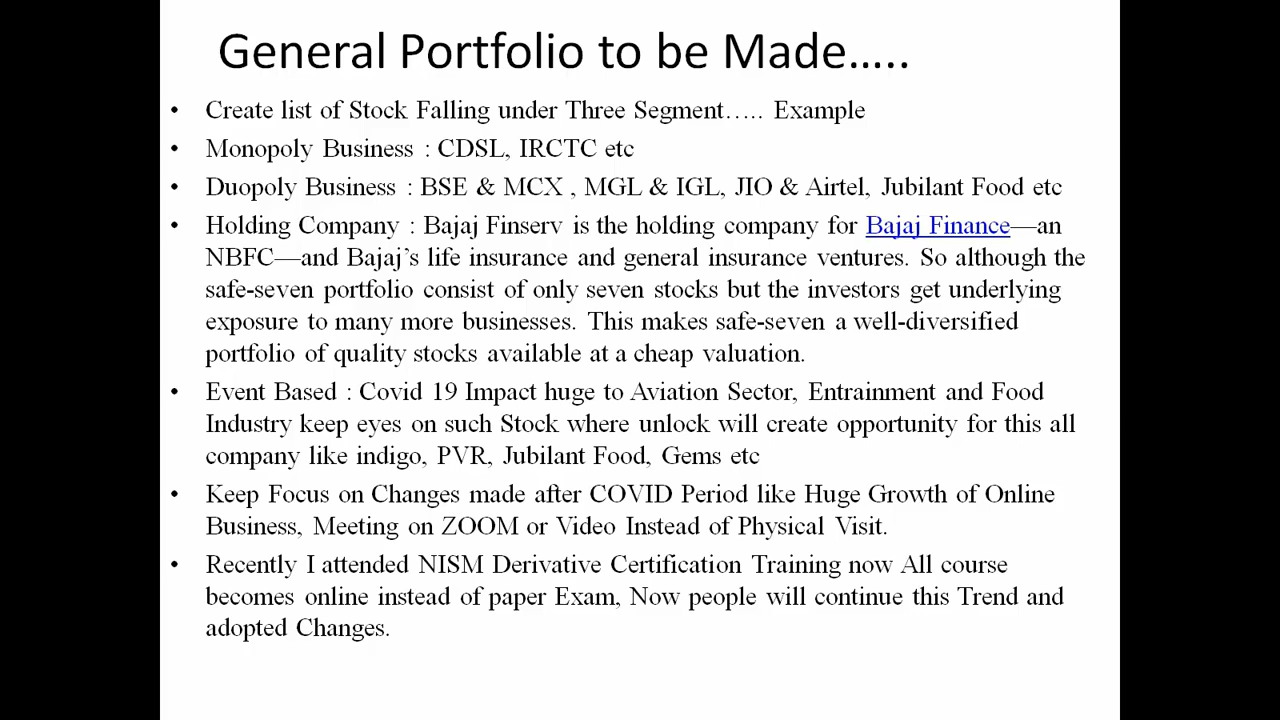 General Portfolio to be Made…..
• Create list of Stock Falling under Three Segment….. Example
• Monopoly Business : CDSL, IRCTC etc
• Duopoly Business : BSE & MCX , MGL & IGL, JIO & Airtel, Jubilant Food etc
• Holding Company : Bajaj Finserv is the holding company for Bajaj Finance—an
NBFC—and Bajaj’s life insurance and general insurance ventures. So although the
safe-seven portfolio consist of only seven stocks but the investors get underlying
exposure to many more businesses. This makes safe-seven a well-diversified
portfolio of quality stocks available at a cheap valuation.
• Event Based : Covid 19 Impact huge to Aviation Sector, Entrainment and Food
Industry keep eyes on such Stock where unlock will create opportunity for this all
company like indigo, PVR, Jubilant Food, Gems etc
• Keep Focus on Changes made after COVID Period like Huge Growth of Online
Business, Meeting on ZOOM or Video Instead of Physical Visit.
• Recently I attended NISM Derivative Certification Training now All course
becomes online instead of paper Exam, Now people will continue this Trend and
adopted Changes.